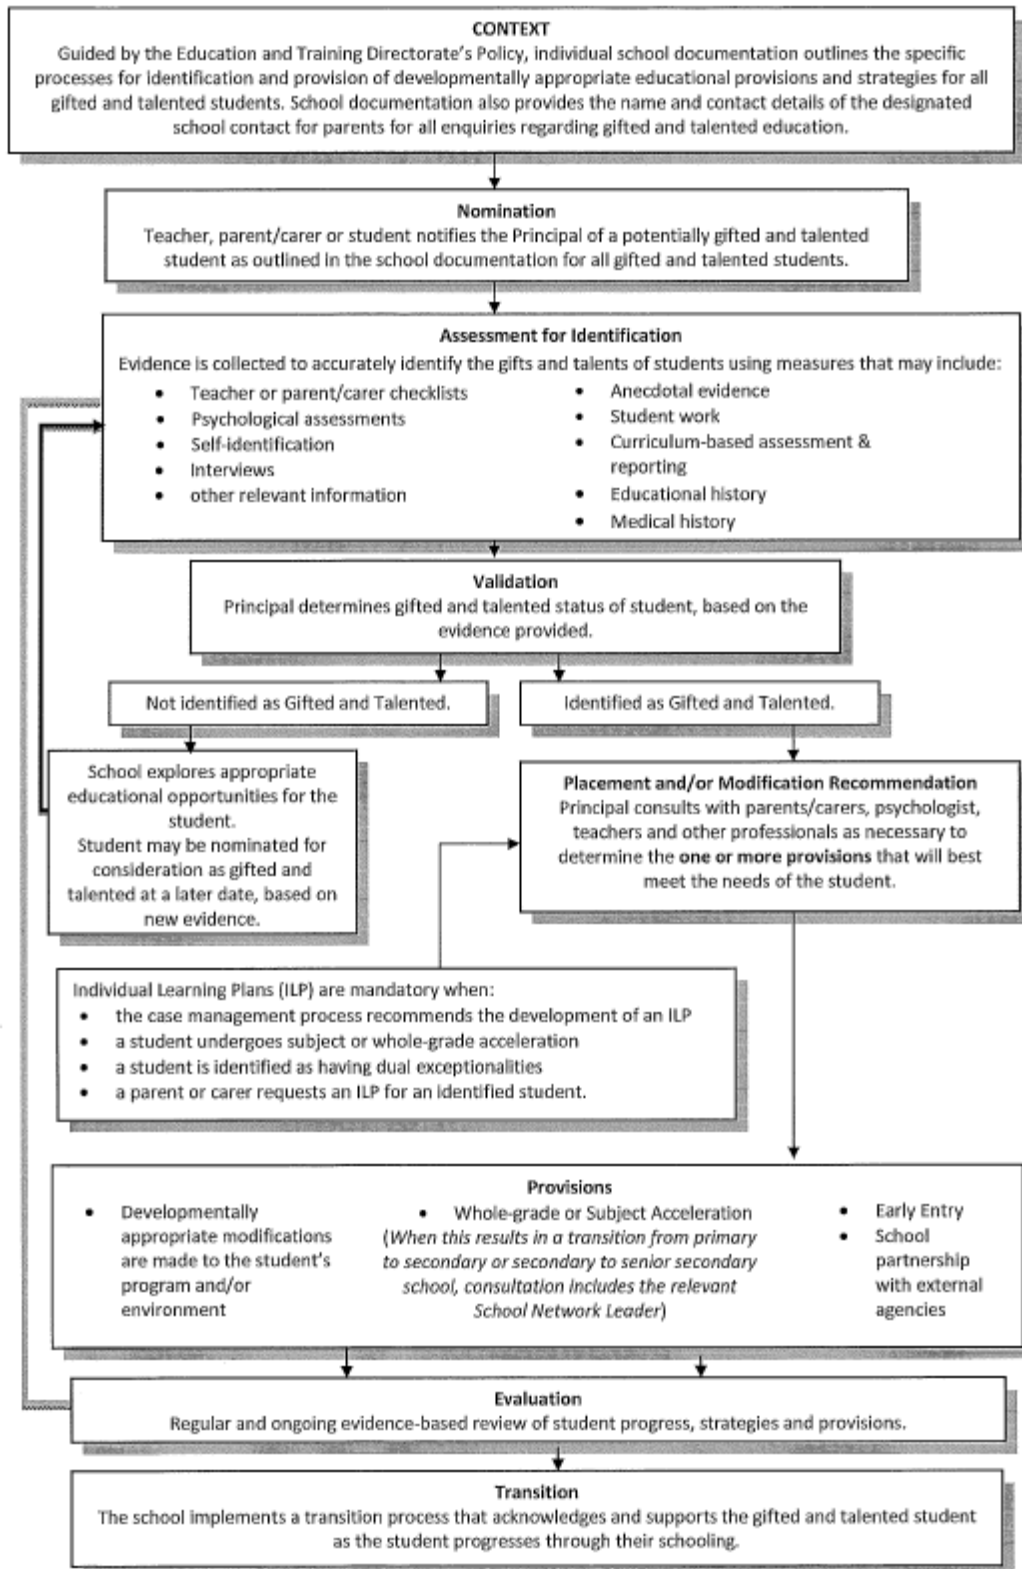 CONTEXT
Guided by the Education and Training Directorate's Policy, individual school documentation outlines the specific
processes for identification and provision of developmentally appropriate educational provisions and strategies for all
gifted and talented students. School documentation also provides the name and contact details of the designated
school contact for parents for all enquiries regarding gifted and talented education.
Nomination
Teacher, parent/carer or student notifies the Principal of a potentially gifted and talented
student as outlined in the school documentation for all gifted and talented students.
Assessment for Identification
Evidence is collected to accurately identify the gifts and talents of students using measures that may include:
• Teacher or parent/carer checklists
• Psychological assessments
• Self-identification
• Interviews
• other relevant information
• Anecdotal evidence
• Student work
• Curriculum-based assessment &
reporting
• Educational history
• Medical history
Validation
Principal determines gifted and talented status of student, based on the
evidence provided.
Not identified as Gifted and Talented.
Identified as Gifted and Talented.
School explores appropriate
educational opportunities for the
student.
Student may be nominated for
consideration as gifted and
talented at a later date, based on
new evidence.
Placement and/or Modification Recommendation
Principal consults with parents/carers, psychologist,
teachers and other professionals as necessary to
determine the one or more provisions that will best
meet the needs of the student.
Individual Learning Plans (ILP) are mandatory when:
• the case management process recommends the development of an ILP
• a student undergoes subject or whole-grade acceleration
• a student is identified as having dual exceptionalities
• a parent or carer requests an ILP for an identified student.
Provisions
• Developmentally
appropriate modifications
are made to the student's
program and/or
environment
• Whole-grade or Subject Acceleration
(When this results in a transition from primary
to secondary or secondary to senior secondary
school, consultation includes the relevant
School Network Leader)
• Early Entry
• School
partnership
with external
agencies
Evaluation
Regular and ongoing evidence-based review of student progress, strategies and provisions.
Transition
The school implements a transition process that acknowledges and supports the gifted and talented student
as the student progresses through their schooling.